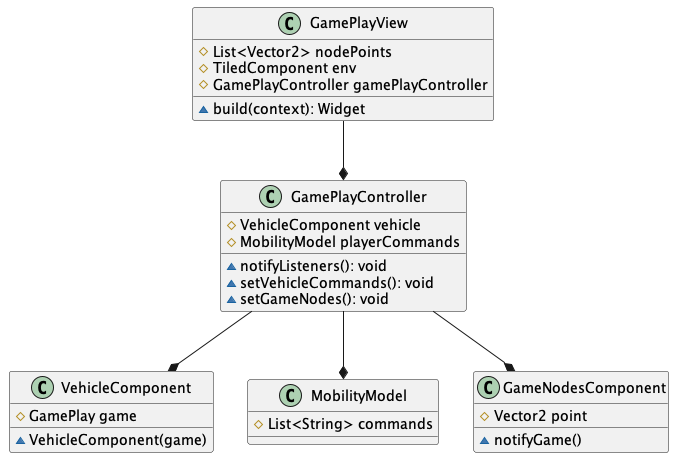 C GamePlayView
List<Vector2> nodePoints
TiledComponent env
GamePlayController gamePlayController
build(context): Widget
C GamePlayController
VehicleComponent vehicle
MobilityModel playerCommands
notifyListeners(): void
setVehicleCommands(): void
setGameNodes(): void
C VehicleComponent
GamePlay game
VehicleComponent(game)
C MobilityModel
List<String> commands
C GameNodesComponent
Vector2 point
notifyGame()